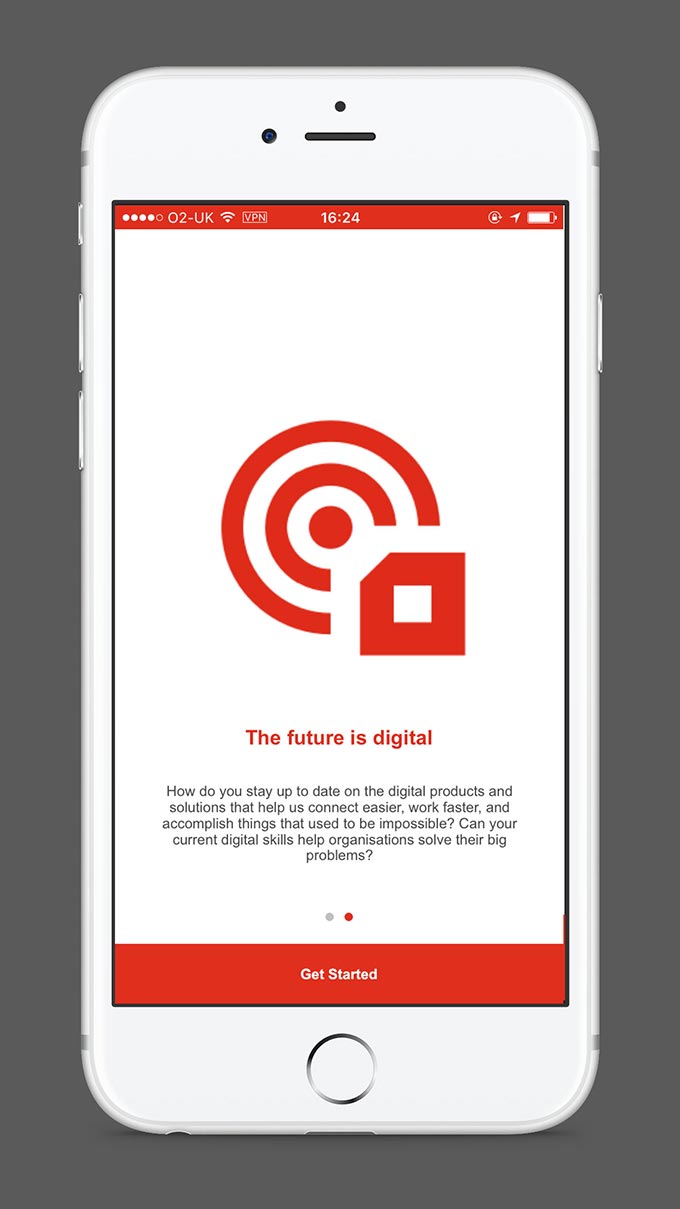 O2-UK VPN 16:24
The future is digital
How do you stay up to date on the digital products and
solutions that help us connect easier, work faster, and
accomplish things that used to be impossible? Can your
current digital skills help organisations solve their big
problems?
Get Started